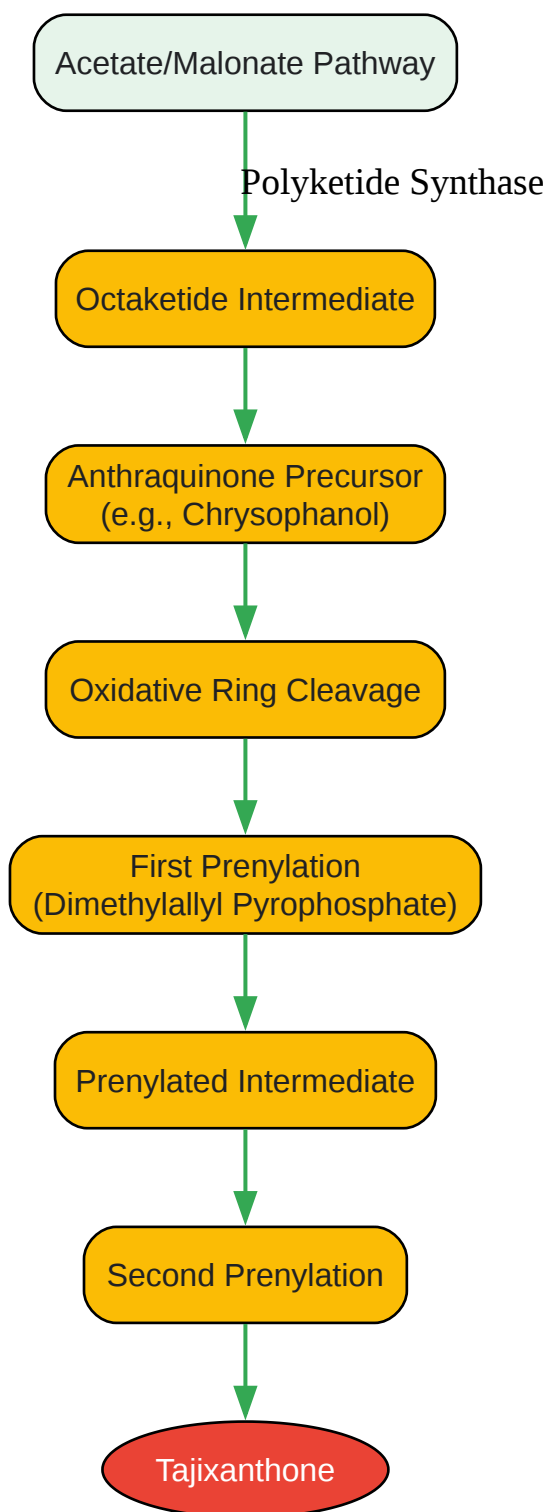 Acetate/Malonate Pathway
Polyketide Synthase
Octaketide Intermediate
Anthraquinone Precursor
(e.g., Chrysophanol)
Oxidative Ring Cleavage
First Prenylation
(Dimethylallyl Pyrophosphate)
Prenylated Intermediate
Second Prenylation
Tajixanthone